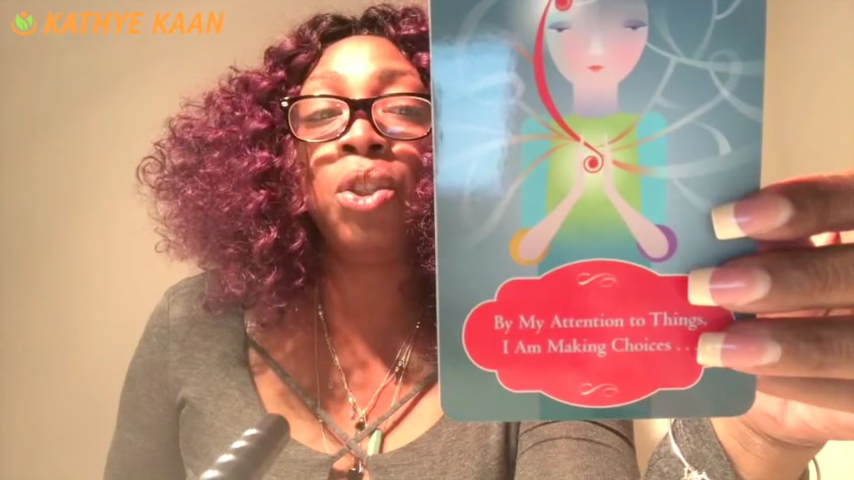 KATHYE KAAN
By My Attention to Things,
I Am Making Choices . . .